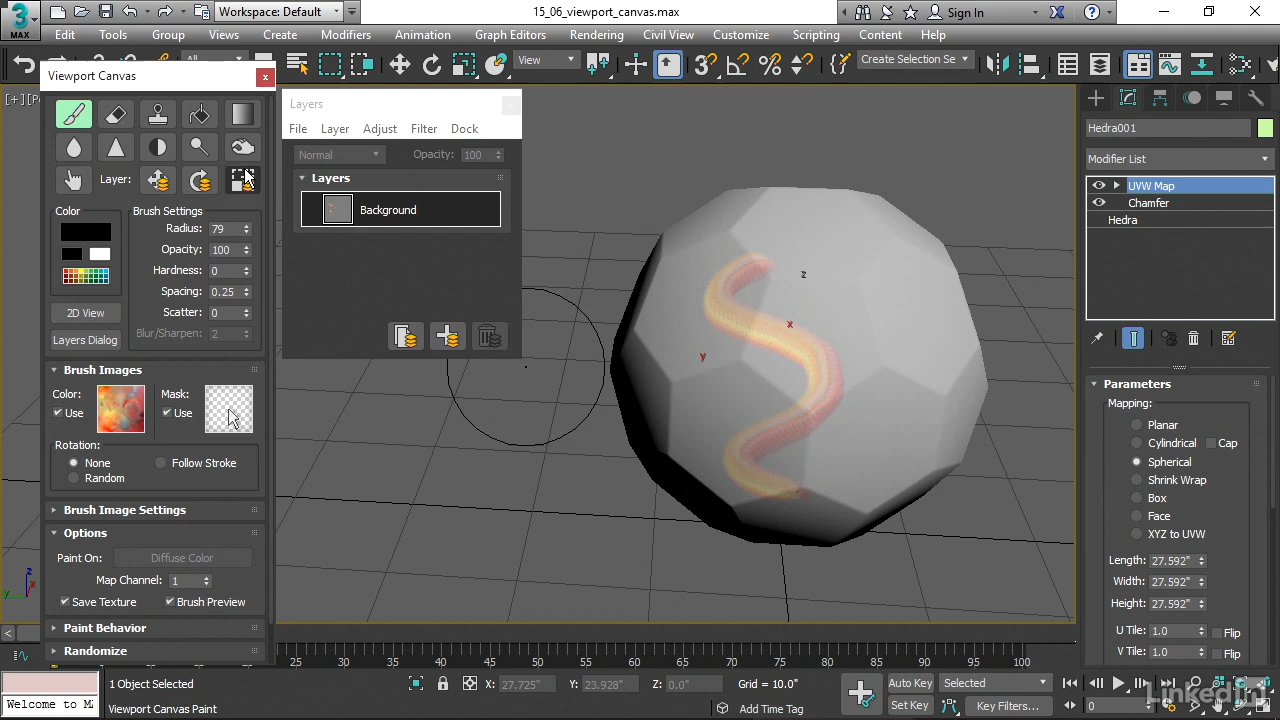 3
MAX
Workspace: Default
15_06_viewport_canvas.max
Sign In
Edit
Tools
Group
Views
Create
Modifiers
Animation
Graph Editors
Rendering
Civil View
Customize
Scripting
Content
Help
All
View
3
Create Selection Se
Viewport Canvas
x
[+]
Layer:
Color
Brush Settings
Radius: 79
Opacity: 100
Hardness: 0
Spacing: 0.25
Scatter: 0
Blur/Sharpen: 2
2D View
Layers Dialog
Brush Images
Color:
Use
Mask:
Use
Rotation:
None
Follow Stroke
Random
Brush Image Settings
Options
Paint On: Diffuse Color
Map Channel: 1
Save Texture
Brush Preview
Paint Behavior
Randomize
Layers
File
Layer
Adjust
Filter
Dock
Normal
Opacity: 100
Layers
Background
z
x
y
z
x
y
Hedra001
Modifier List
UVW Map
Chamfer
Hedra
Parameters
Mapping:
Planar
Cylindrical
Cap
Spherical
Shrink Wrap
Box
Face
XYZ to UVW
Length: 27.592"
Width: 27.592"
Height: 27.592"
U Tile: 1.0 Flip
V Tile: 1.0 Flip
<
25 30 35 40 45 50 55 60 65 70 75 80 85 90 95 100
1 Object Selected
X: 27.725"
Y: 23.928"
Z: 0.0"
Grid = 10.0"
Auto Key
Selected
Welcome to M
Viewport Canvas Paint
Add Time Tag
Set Key
Key Filters...
0
LinkedIn